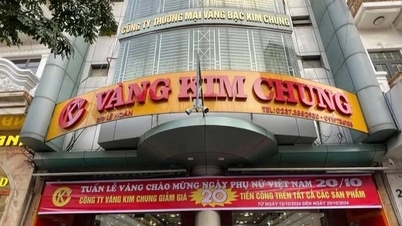 CÔNG TY THƯƠNG MẠI VÀNG BẠC KIM CHUNG
VÀNG KIM CHUNG
TUẦN LỄ VÀNG CHÀO MỪNG NGÀY PHỤ NỮ VIỆT NAM 20/10
CÔNG TY VÀNG KIM CHUNG GIẢM GIÁ 20 TIỀN CÔNG TRÊN TẤT CẢ CÁC SẢN PHẨM